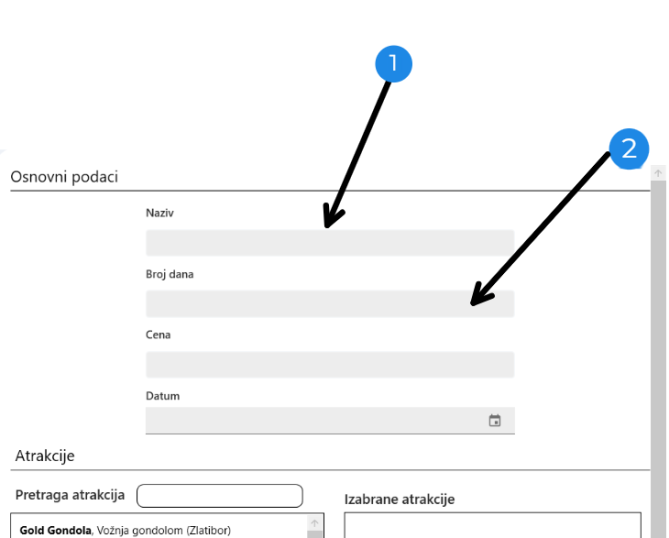 1
2
Osnovni podaci
Naziv
Broj dana
Cena
Datum
Atrakcije
Pretraga atrakcija
Izabrane atrakcije
Gold Gondola, Vožnja gondolom (Zlatibor)